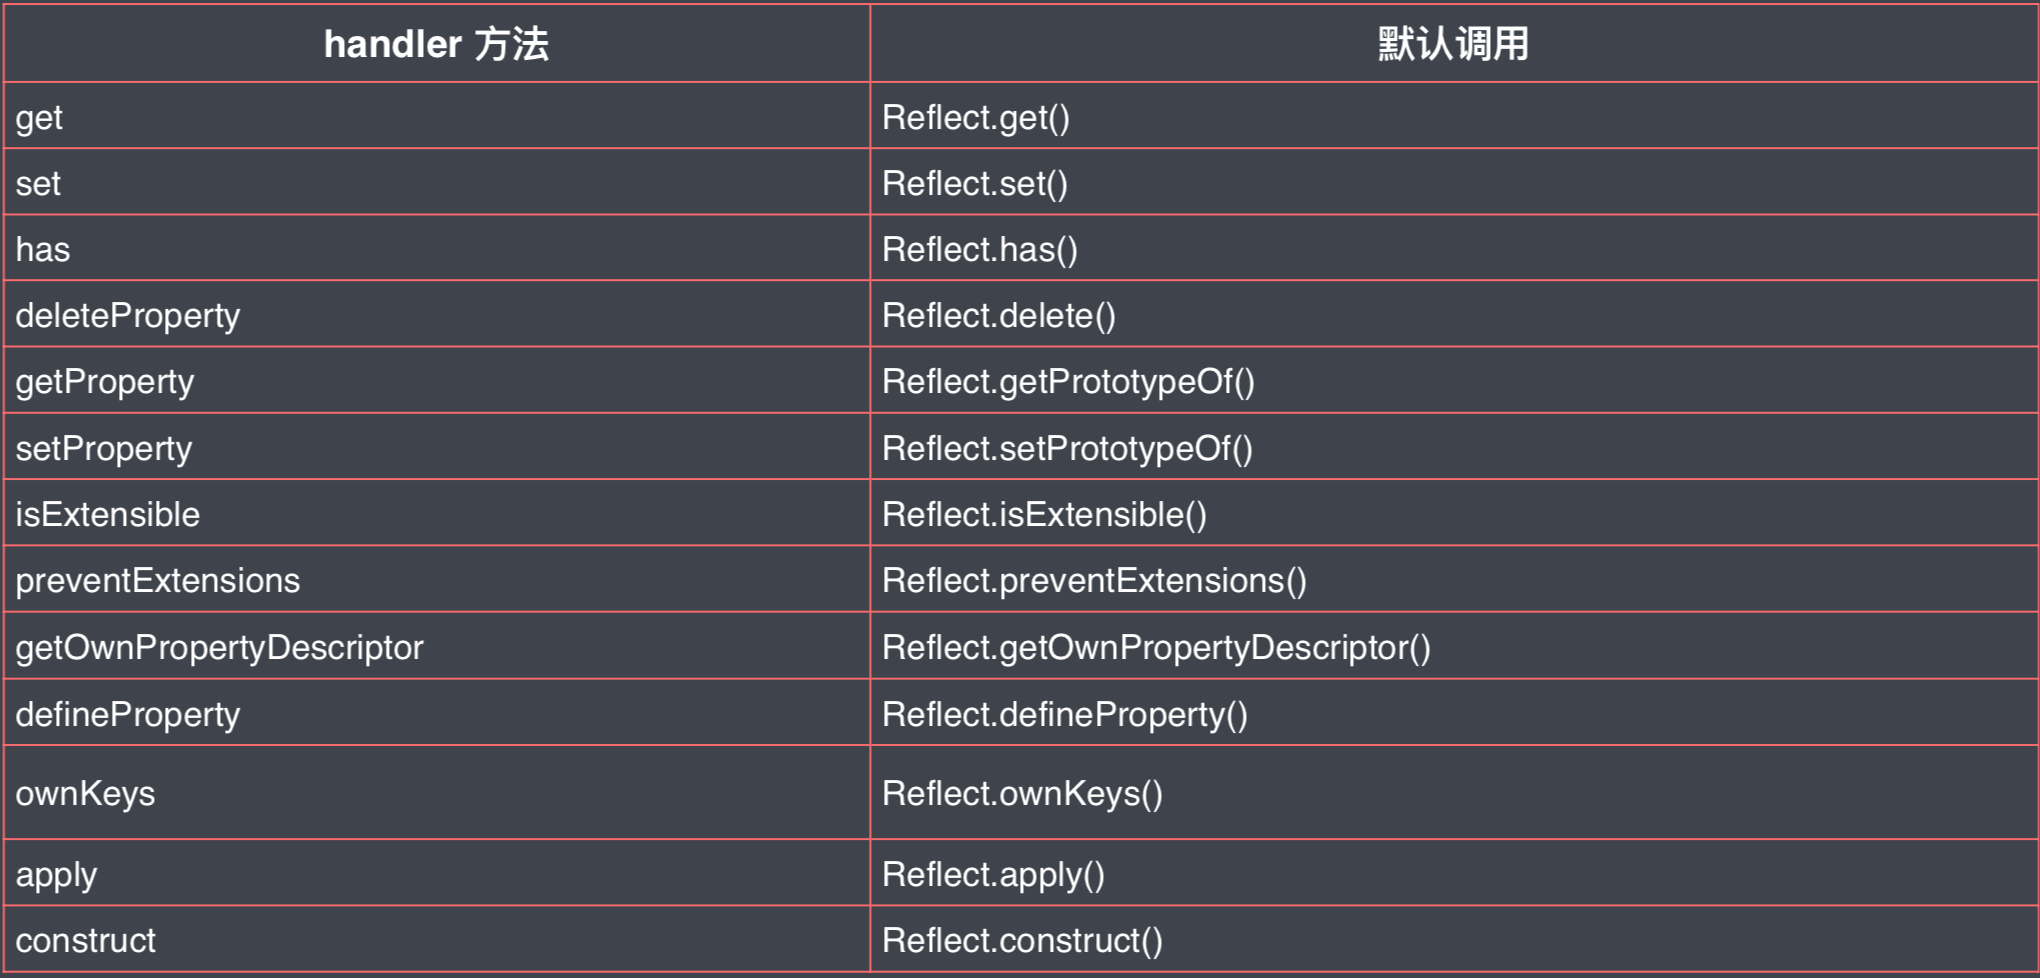 handler 方法 默认调用
get Reflect.get()
set Reflect.set()
has Reflect.has()
deleteProperty Reflect.delete()
getProperty Reflect.getPrototypeOf()
setProperty Reflect.setPrototypeOf()
isExtensible Reflect.isExtensible()
preventExtensions Reflect.preventExtensions()
getOwnPropertyDescriptor Reflect.getOwnPropertyDescriptor()
defineProperty Reflect.defineProperty()
ownKeys Reflect.ownKeys()
apply Reflect.apply()
construct Reflect.construct()